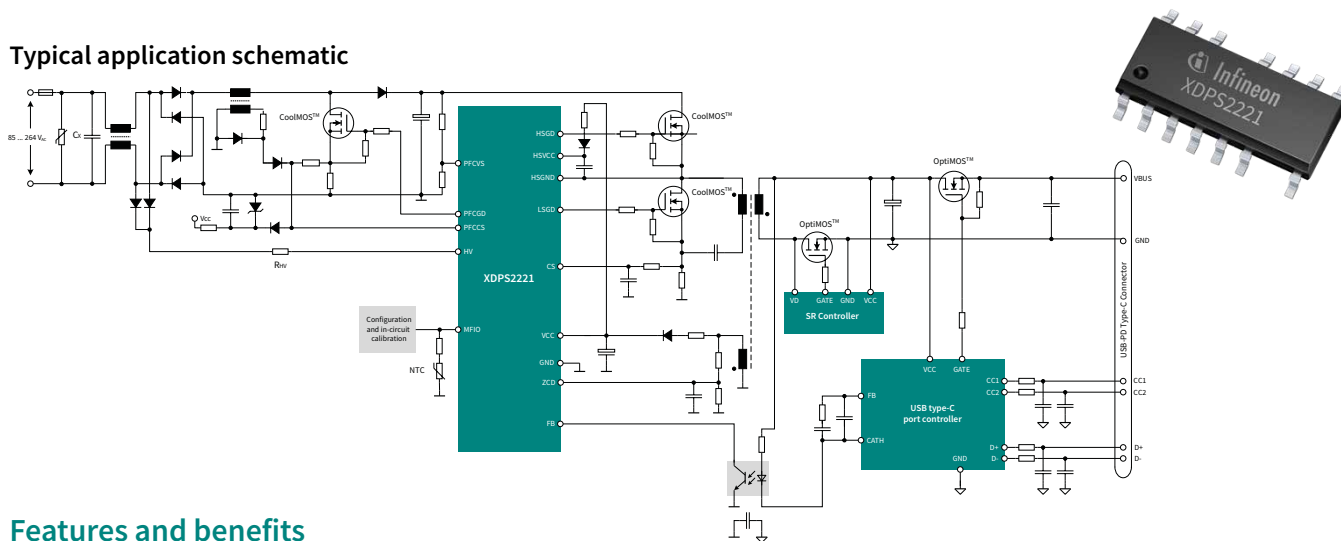 Typical application schematic
Infineon
XDPS2221
85 ... 264 VAC
CX
CoolMOS™
CoolMOS™
CoolMOS™
HSGD
HSVCC
HSGND
LSGD
CS
VCC
GND
ZCD
FB
PFCVS
PFCGD
PFCCS
HV
MFIO
XDPS2221
Vcc
RHV
Configuration
and in-circuit
calibration
NTC
OptiMOS™
OptiMOS™
VD
GATE
GND
VCC
SR Controller
VCC
GATE
FB
CATH
USB type-C
port controller
GND
CC1
CC2
D+
D-
VBUS
GND
USB-PD Type-C Connector
CC1
CC2
D+
D-
Features and benefits